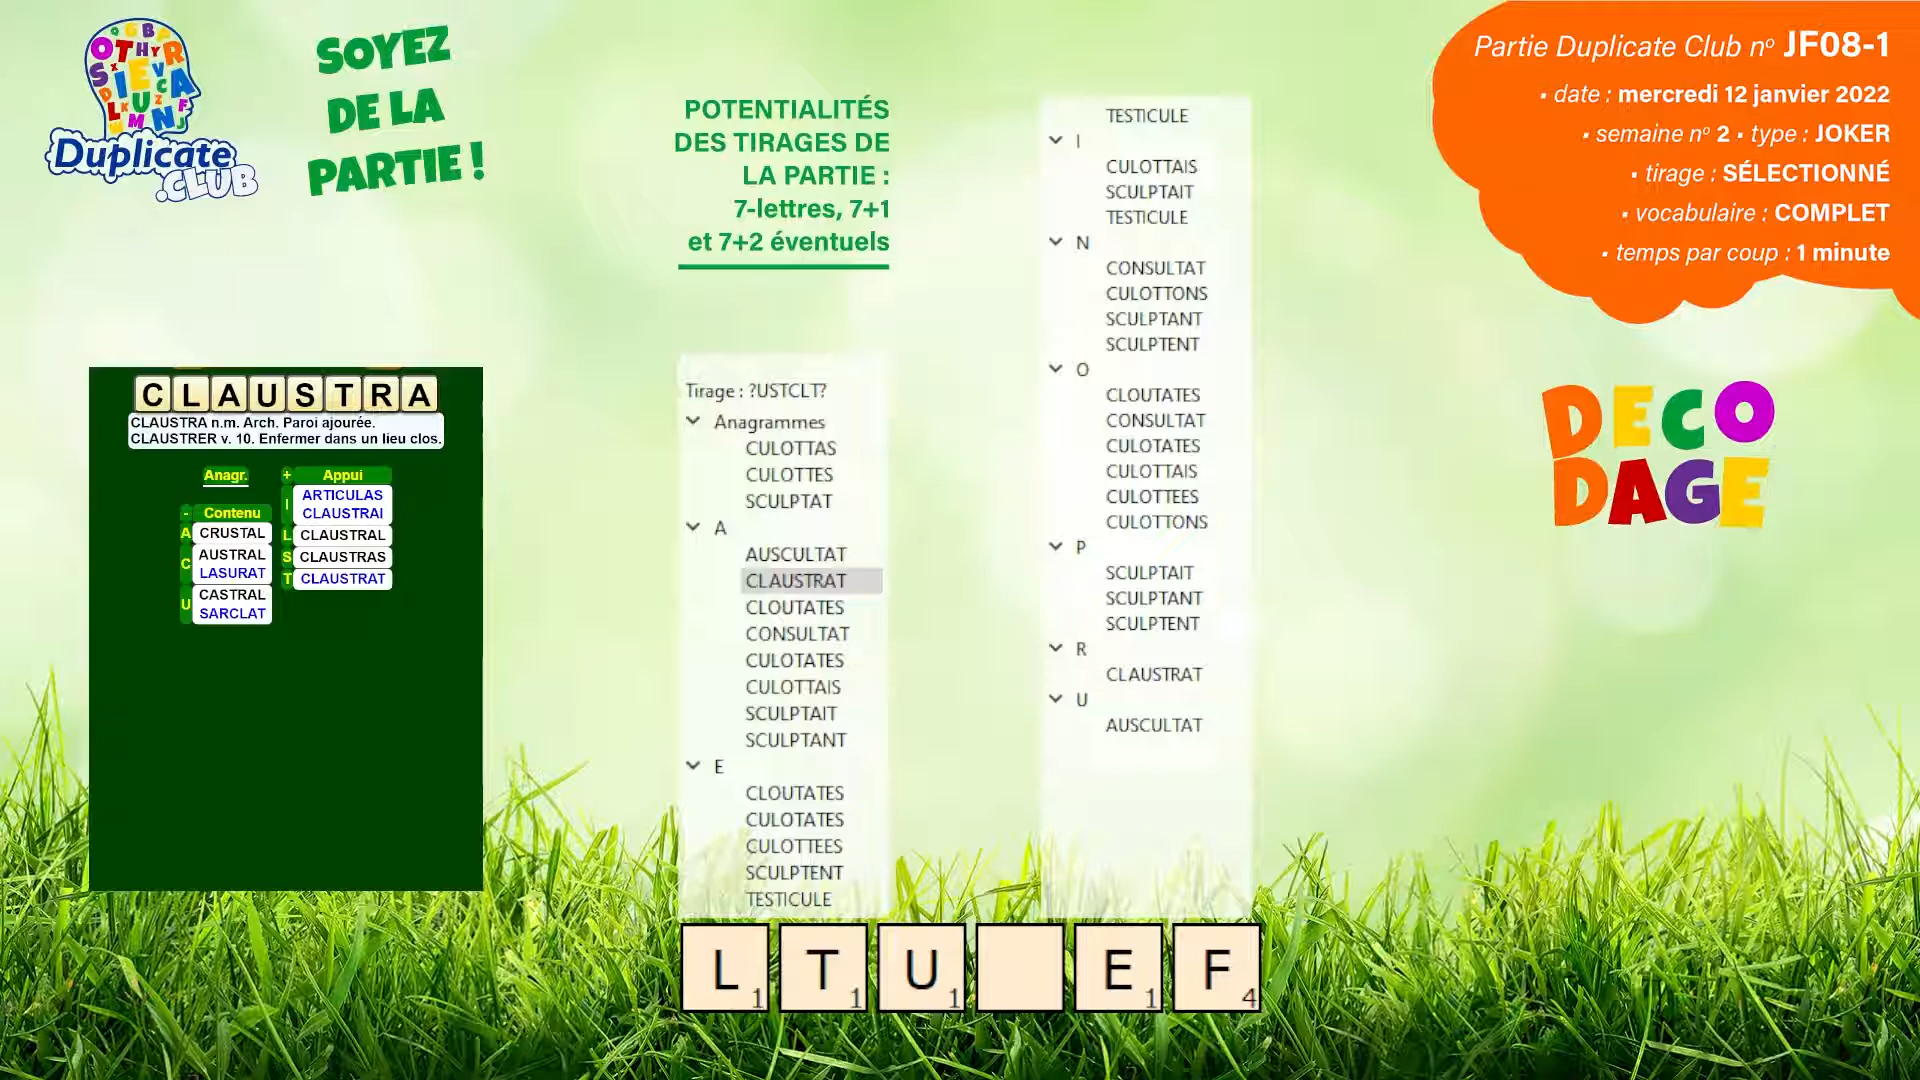 Duplicate
.CLUB
SOYEZ
DE LA
PARTIE !
POTENTIALITÉS
DES TIRAGES DE
LA PARTIE :
7-lettres, 7+1
et 7+2 éventuels
Partie Duplicate Club nº JF08-1
• date : mercredi 12 janvier 2022
• semaine nº 2 • type : JOKER
• tirage : SÉLECTIONNÉ
• vocabulaire : COMPLET
• temps par coup : 1 minute
DECO
DAGE
CLAUSTRA
CLAUSTRA n.m. Arch. Paroi ajourée.
CLAUSTRER v. 10. Enfermer dans un lieu clos.
Anagr.
- Contenu
A CRUSTAL
C AUSTRAL
LASURAT
U CASTRAL
SARCLAT
+ Appui
I ARTICULAS
CLAUSTRAI
L CLAUSTRAL
S CLAUSTRAS
T CLAUSTRAT
Tirage : ?USTCLT?
Anagrammes
CULOTTAS
CULOTTES
SCULPTAT
A
AUSCULTAT
CLAUSTRAT
CLOUTATES
CONSULTAT
CULOTATES
CULOTTAIS
SCULPTAIT
SCULPTANT
E
CLOUTATES
CULOTATES
CULOTTEES
SCULPTENT
TESTICULE
TESTICULE
I
CULOTTAIS
SCULPTAIT
TESTICULE
N
CONSULTAT
CULOTTONS
SCULPTANT
SCULPTENT
O
CLOUTATES
CONSULTAT
CULOTATES
CULOTTAIS
CULOTTEES
CULOTTONS
P
SCULPTAIT
SCULPTANT
SCULPTENT
R
CLAUSTRAT
U
AUSCULTAT
L1 T1 U1 E1 F4